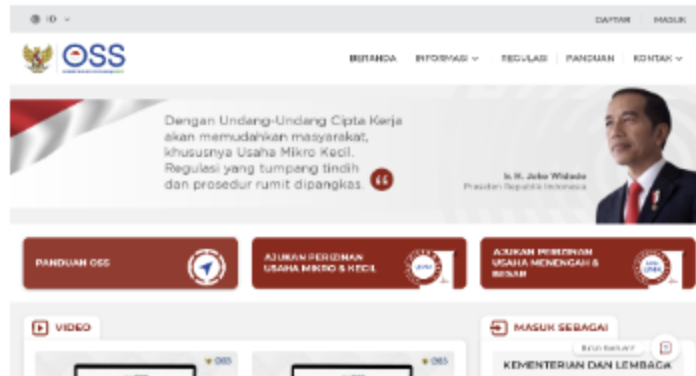 ID
DAFTAR MASUK
OSS
BERANDA INFORMASI REGULASI PANDUAN KONTAK
Dengan Undang-Undang Cipta Kerja
akan memudahkan masyarakat,
khususnya Usaha Mikro Kecil.
Regulasi yang tumpang tindih
dan prosedur rumit dipangkas.
Ir. H. Joko Widodo
Presiden Republik Indonesia
PANDUAN OSS
AJUKAN PERIZINAN
USAHA MIKRO & KECIL
AJUKAN PERIZINAN
USAHA MENENGAH &
BESAR
VIDEO
MASUK SEBAGAI
OSS
OSS
Butuh Bantuan?
KEMENTERIAN DAN LEMBAGA